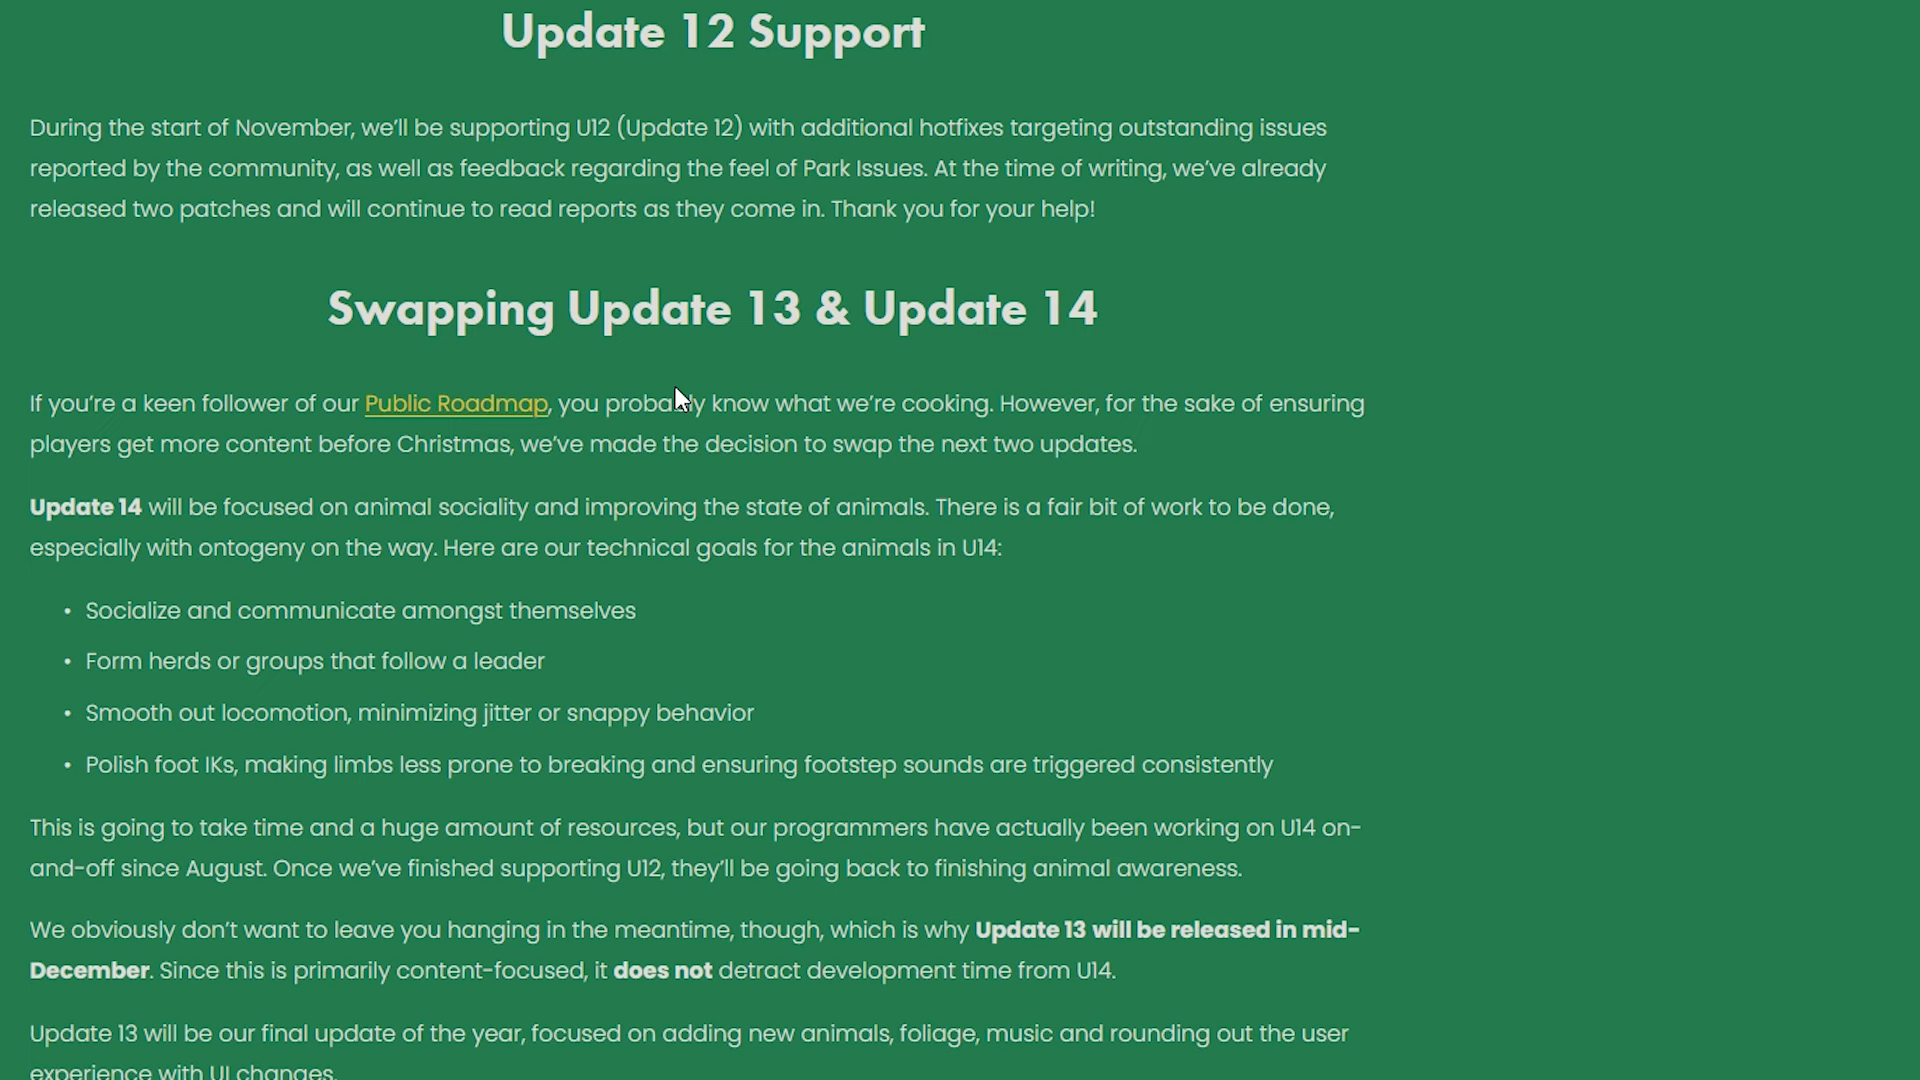 Update 12 Support
During the start of November, we'll be supporting U12 (Update 12) with additional hotfixes targeting outstanding issues
reported by the community, as well as feedback regarding the feel of Park Issues. At the time of writing, we've already
released two patches and will continue to read reports as they come in. Thank you for your help!
Swapping Update 13 & Update 14
If you're a keen follower of our Public Roadmap, you probably know what we're cooking. However, for the sake of ensuring
players get more content before Christmas, we've made the decision to swap the next two updates.
Update 14 will be focused on animal sociality and improving the state of animals. There is a fair bit of work to be done,
especially with ontogeny on the way. Here are our technical goals for the animals in U14:
• Socialize and communicate amongst themselves
• Form herds or groups that follow a leader
• Smooth out locomotion, minimizing jitter or snappy behavior
• Polish foot IKs, making limbs less prone to breaking and ensuring footstep sounds are triggered consistently
This is going to take time and a huge amount of resources, but our programmers have actually been working on U14 on-
and-off since August. Once we've finished supporting U12, they'll be going back to finishing animal awareness.
We obviously don't want to leave you hanging in the meantime, though, which is why Update 13 will be released in mid-
December. Since this is primarily content-focused, it does not detract development time from U14.
Update 13 will be our final update of the year, focused on adding new animals, foliage, music and rounding out the user
experience with UI changes.